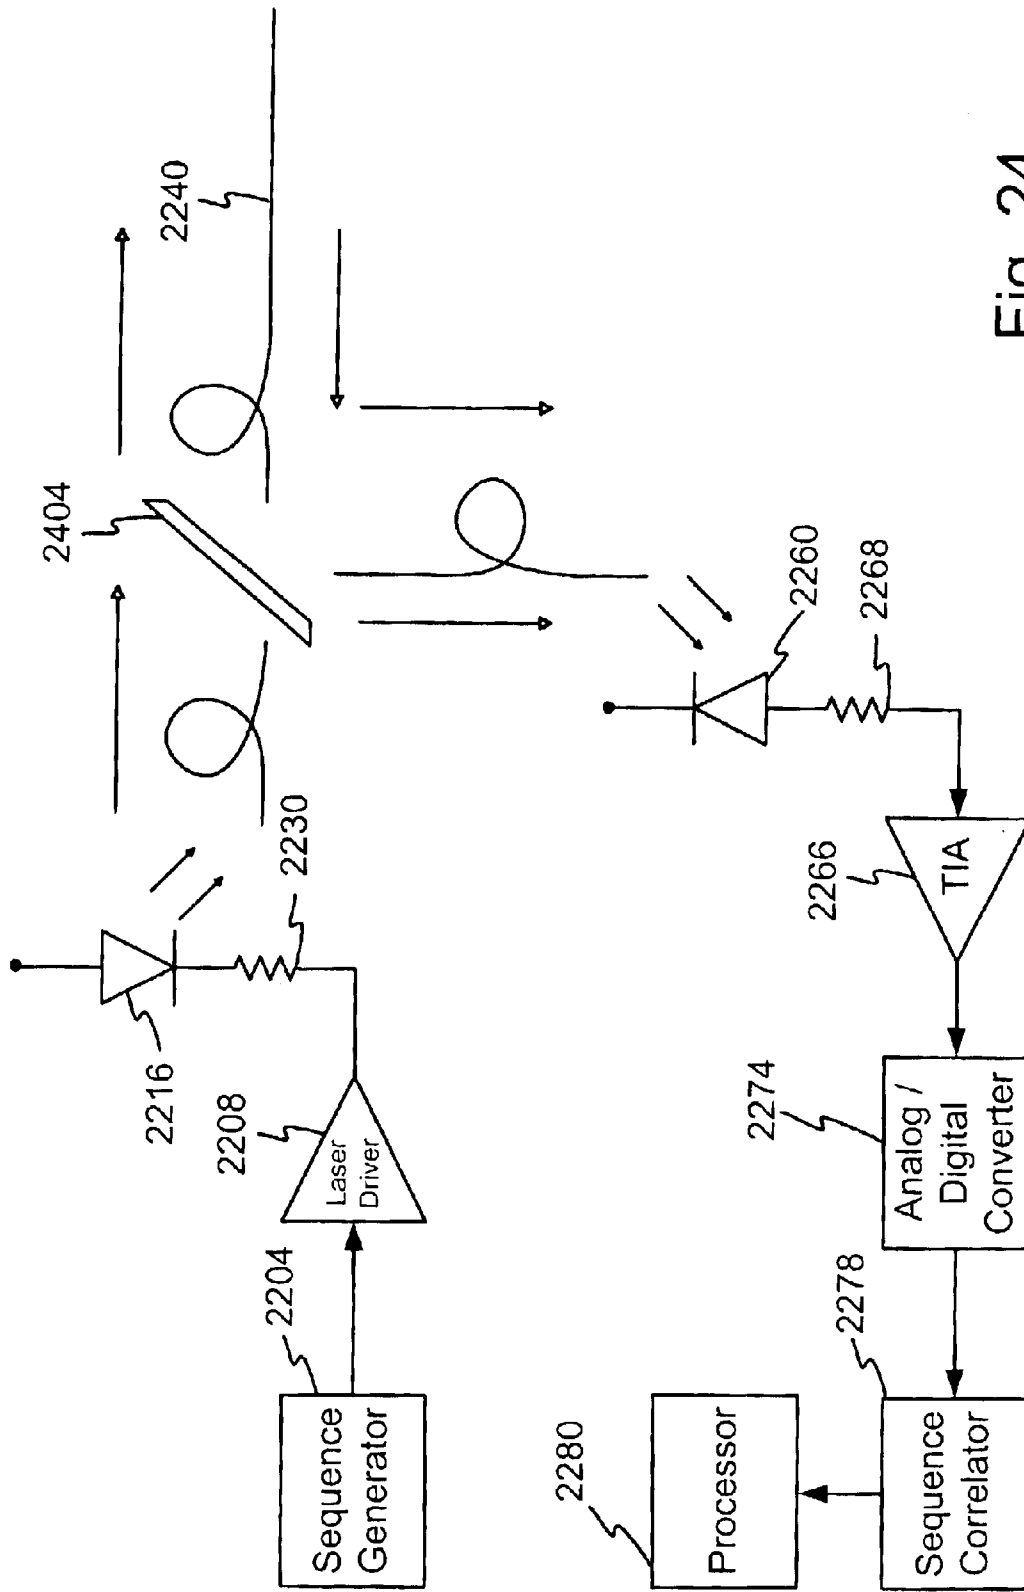 2240
2404
2230
2216
2208
Laser
Driver
2204
Sequence
Generator
2260
2268
2266
TIA
2274
Analog /
Digital
Converter
2278
Sequence
Correlator
2280
Processor
Fig. 24